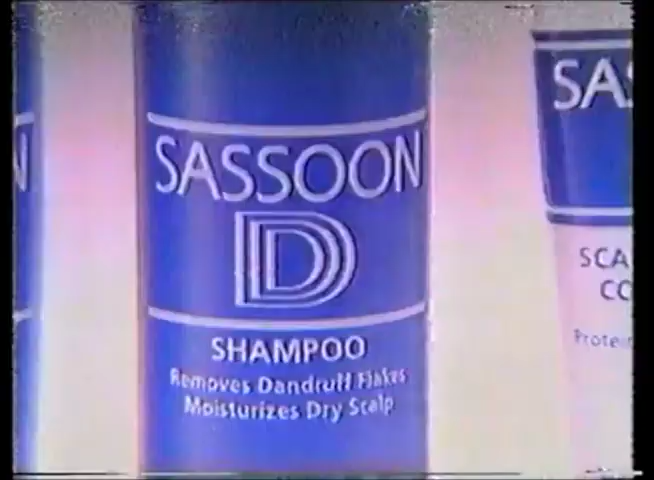 SASSOON
D
SHAMPOO
Removes Dandruff Flakes
Moisturizes Dry Scalp
N
SAS
SCA
CO
Protein